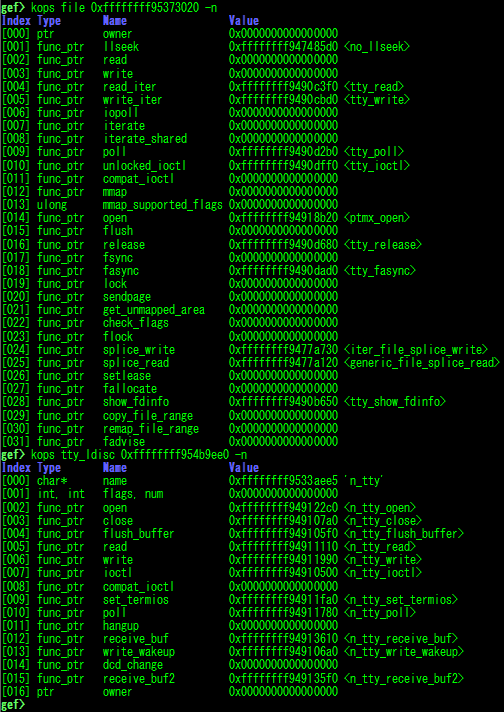 gef> kops file 0xffffffff95373020 -n
Index Type Name Value
[000] ptr owner 0x0000000000000000
[001] func_ptr llseek 0xffffffff947485d0 <no_llseek>
[002] func_ptr read 0x0000000000000000
[003] func_ptr write 0x0000000000000000
[004] func_ptr read_iter 0xffffffff9490c3f0 <tty_read>
[005] func_ptr write_iter 0xffffffff9490cbd0 <tty_write>
[006] func_ptr iopoll 0x0000000000000000
[007] func_ptr iterate 0x0000000000000000
[008] func_ptr iterate_shared 0x0000000000000000
[009] func_ptr poll 0xffffffff9490d2b0 <tty_poll>
[010] func_ptr unlocked_ioctl 0xffffffff9490dff0 <tty_ioctl>
[011] func_ptr compat_ioctl 0x0000000000000000
[012] func_ptr mmap 0x0000000000000000
[013] ulong mmap_supported_flags 0x0000000000000000
[014] func_ptr open 0xffffffff94918b20 <ptmx_open>
[015] func_ptr flush 0x0000000000000000
[016] func_ptr release 0xffffffff9490d680 <tty_release>
[017] func_ptr fsync 0x0000000000000000
[018] func_ptr fasync 0xffffffff9490dad0 <tty_fasync>
[019] func_ptr lock 0x0000000000000000
[020] func_ptr sendpage 0x0000000000000000
[021] func_ptr get_unmapped_area 0x0000000000000000
[022] func_ptr check_flags 0x0000000000000000
[023] func_ptr flock 0x0000000000000000
[024] func_ptr splice_write 0xffffffff9477a730 <iter_file_splice_write>
[025] func_ptr splice_read 0xffffffff9477a120 <generic_file_splice_read>
[026] func_ptr setlease 0x0000000000000000
[027] func_ptr fallocate 0x0000000000000000
[028] func_ptr show_fdinfo 0xffffffff9490b650 <tty_show_fdinfo>
[029] func_ptr copy_file_range 0x0000000000000000
[030] func_ptr remap_file_range 0x0000000000000000
[031] func_ptr fadvise 0x0000000000000000
gef> kops tty_ldisc 0xffffffff954b9ee0 -n
Index Type Name Value
[000] char* name 0xffffffff9533aee5 'n_tty'
[001] int, int flags, num 0x0000000000000000
[002] func_ptr open 0xffffffff949122c0 <n_tty_open>
[003] func_ptr close 0xffffffff949107a0 <n_tty_close>
[004] func_ptr flush_buffer 0xffffffff949105f0 <n_tty_flush_buffer>
[005] func_ptr read 0xffffffff94911110 <n_tty_read>
[006] func_ptr write 0xffffffff94911990 <n_tty_write>
[007] func_ptr ioctl 0xffffffff94910500 <n_tty_ioctl>
[008] func_ptr compat_ioctl 0x0000000000000000
[009] func_ptr set_termios 0xffffffff94911fa0 <n_tty_set_termios>
[010] func_ptr poll 0xffffffff94911780 <n_tty_poll>
[011] func_ptr hangup 0x0000000000000000
[012] func_ptr receive_buf 0xffffffff94913610 <n_tty_receive_buf>
[013] func_ptr write_wakeup 0xffffffff949106a0 <n_tty_write_wakeup>
[014] func_ptr dcd_change 0x0000000000000000
[015] func_ptr receive_buf2 0xffffffff949135f0 <n_tty_receive_buf2>
[016] ptr owner 0x0000000000000000
gef>